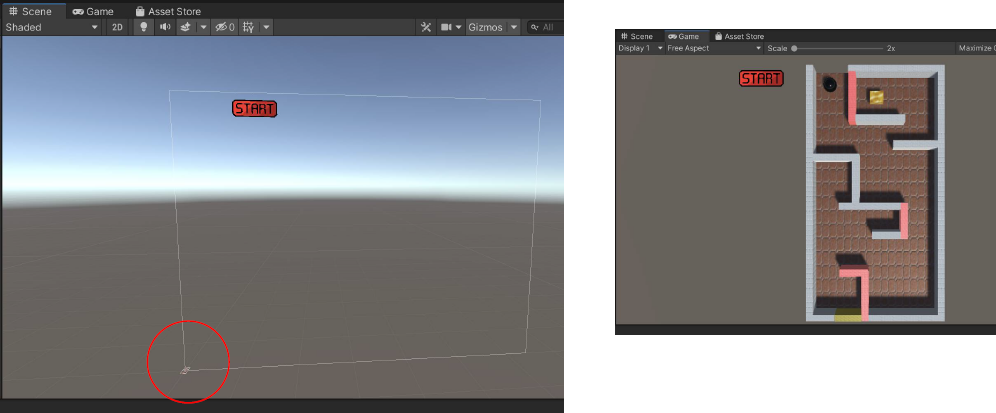 Scene Game Asset Store
Shaded 2D 0 Gizmos All
START
Scene Game Asset Store
Display 1 Free Aspect Scale 2x Maximize
START